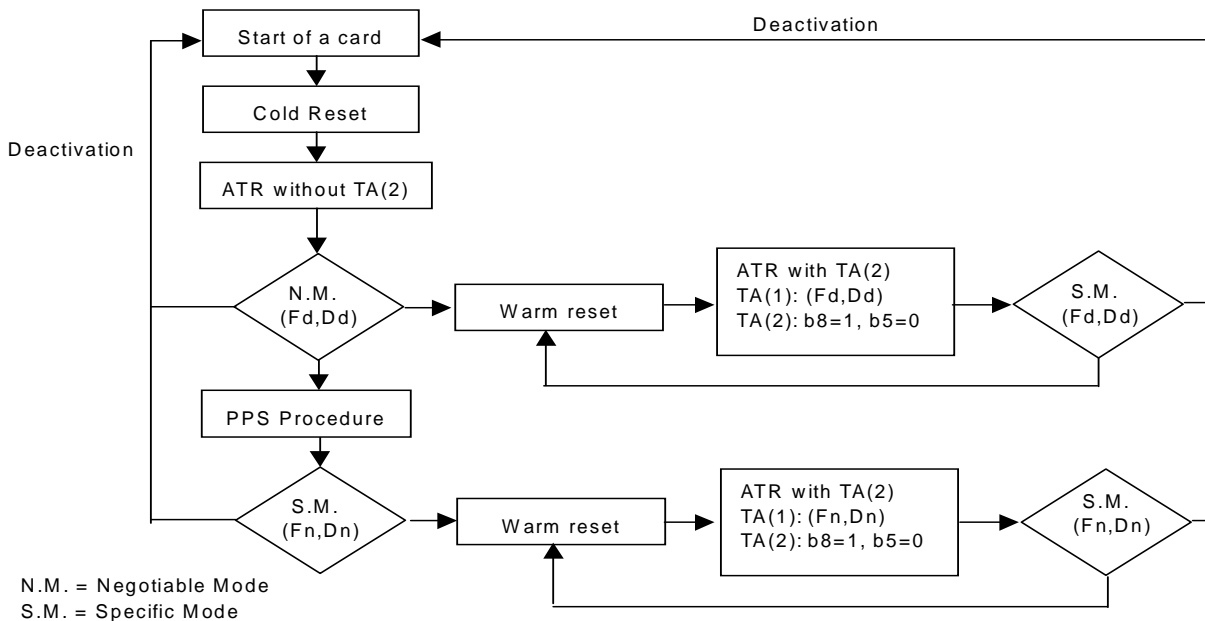 Deactivation
Start of a card
Cold Reset
Deactivation
ATR without TA(2)
N.M.
(Fd,Dd)
Warm reset
ATR with TA(2)
TA(1): (Fd,Dd)
TA(2): b8=1, b5=0
S.M.
(Fd,Dd)
PPS Procedure
S.M.
(Fn,Dn)
Warm reset
ATR with TA(2)
TA(1): (Fn,Dn)
TA(2): b8=1, b5=0
S.M.
(Fn,Dn)
N.M. = Negotiable Mode
S.M. = Specific Mode